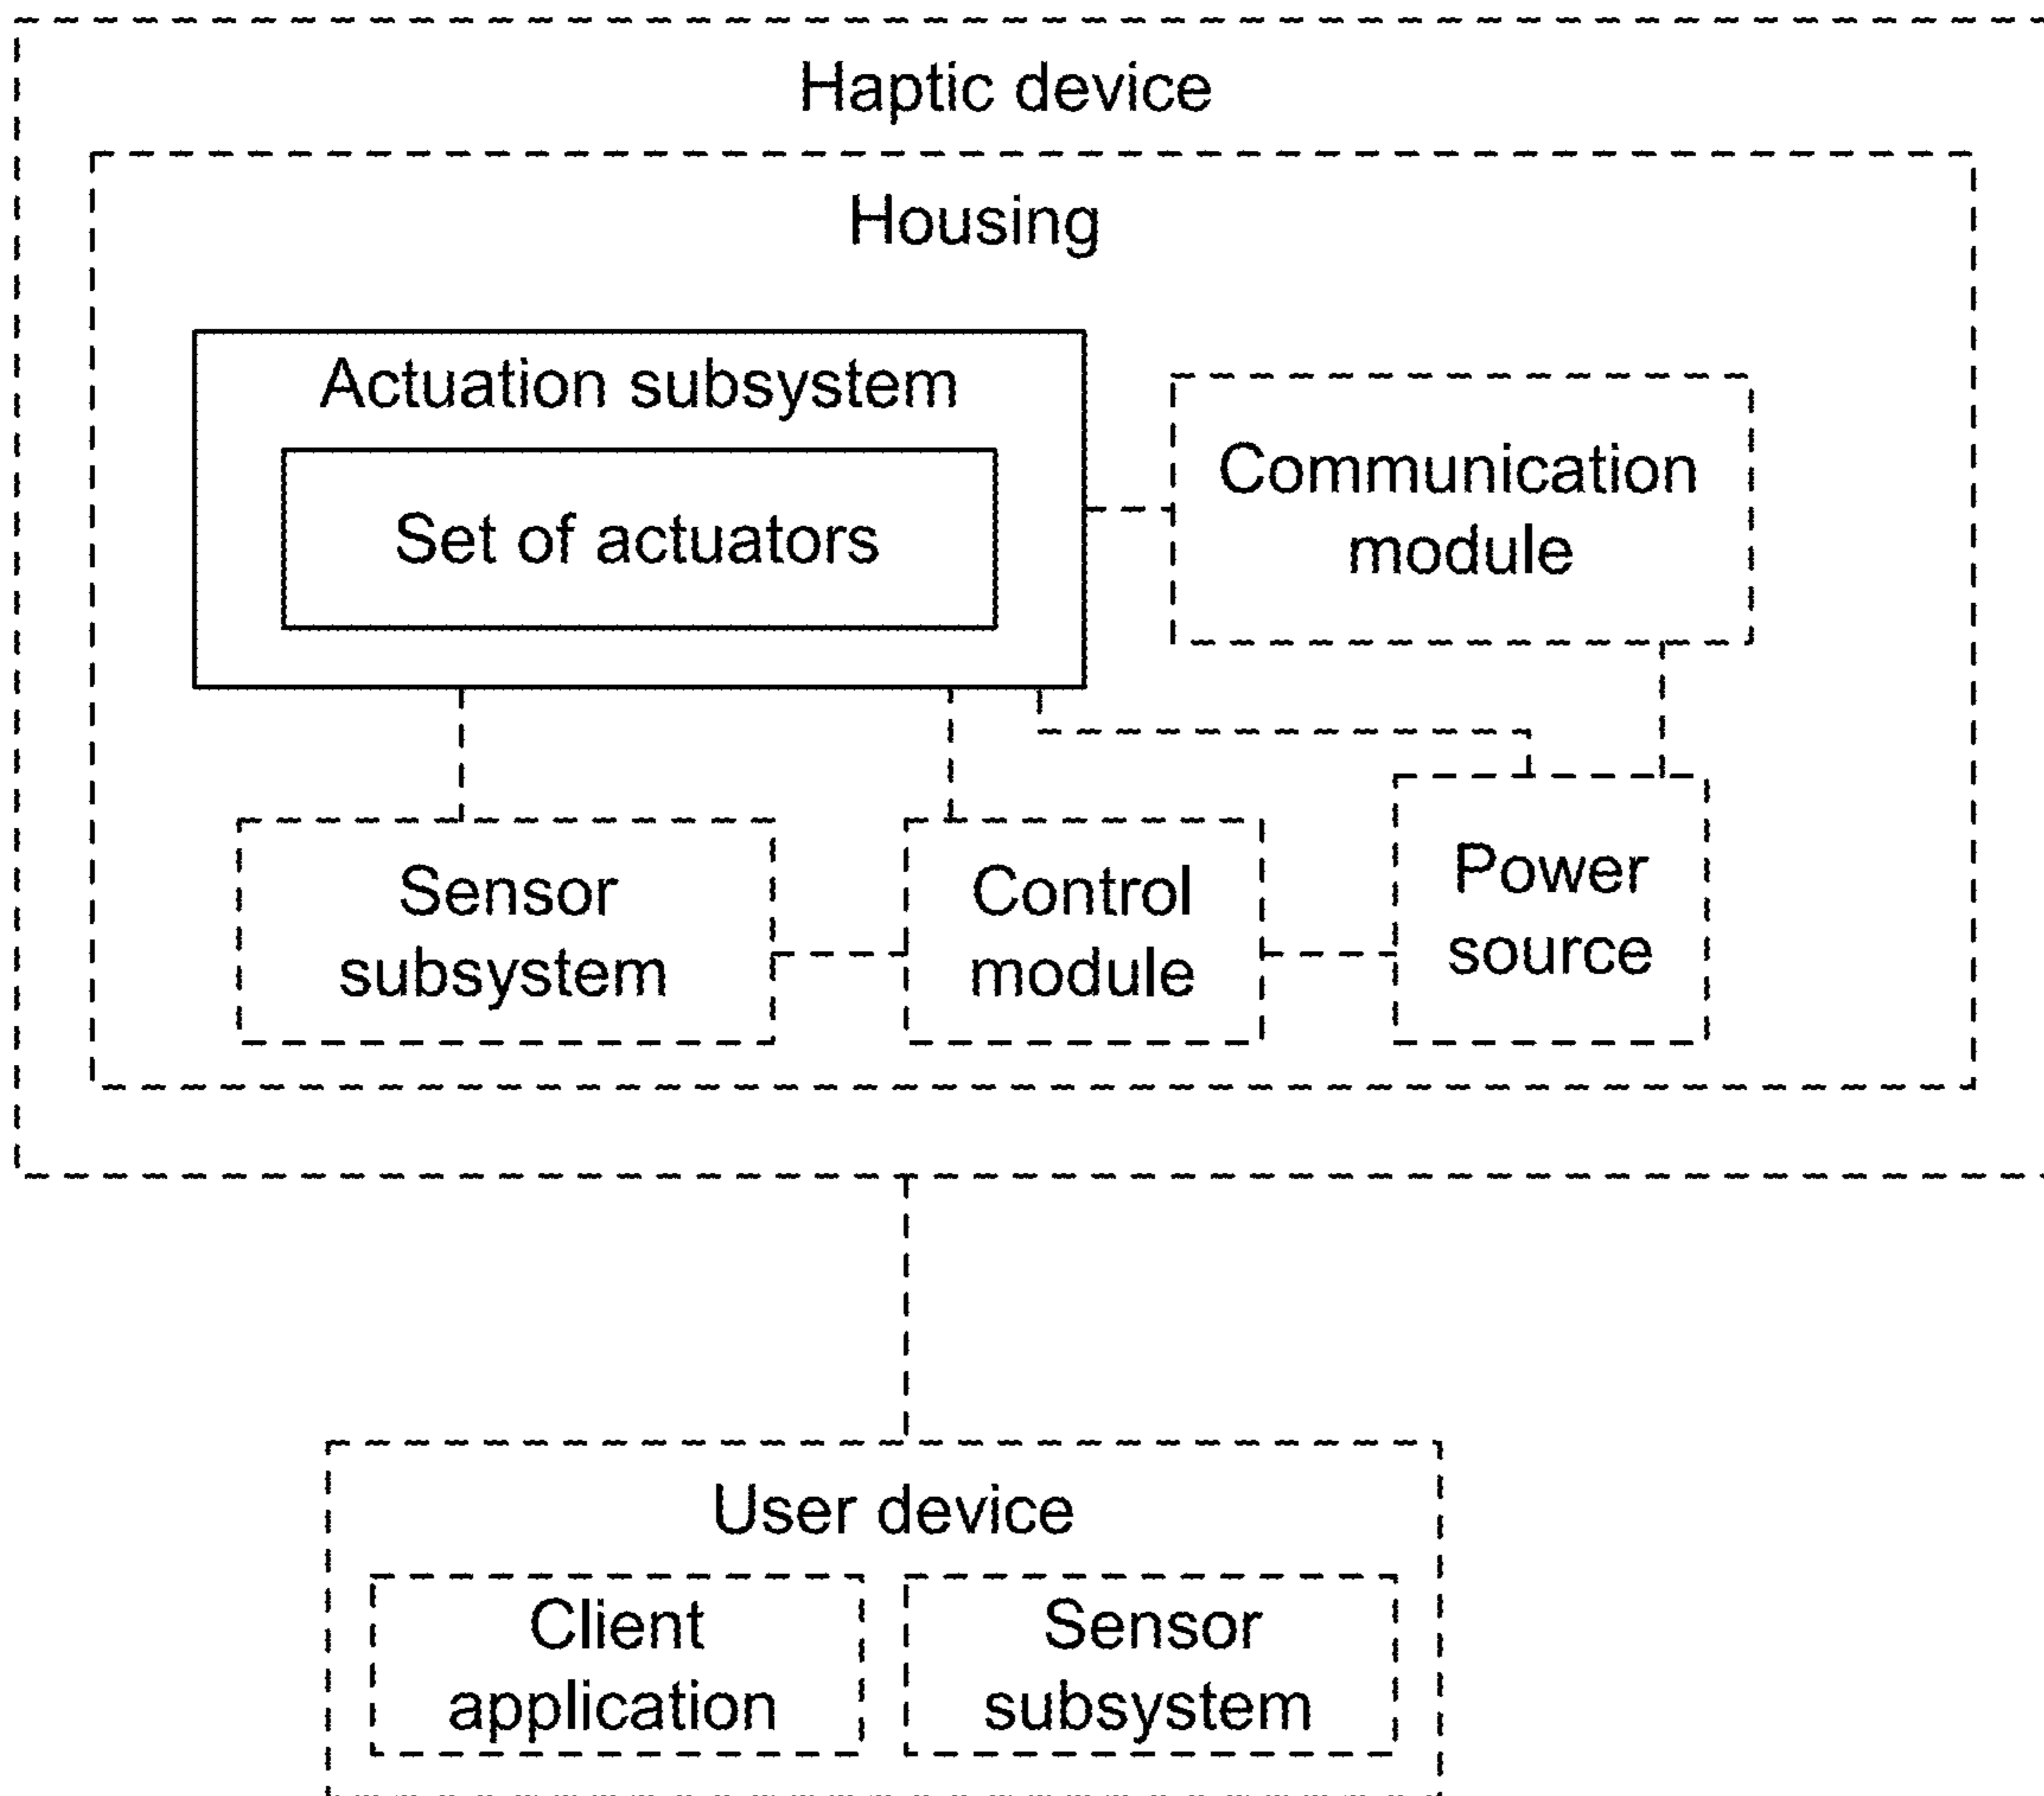 Haptic device
Housing
Actuation subsystem
Set of actuators
Communication
module
Sensor
subsystem
Control
module
Power
source
User device
Client
application
Sensor
subsystem